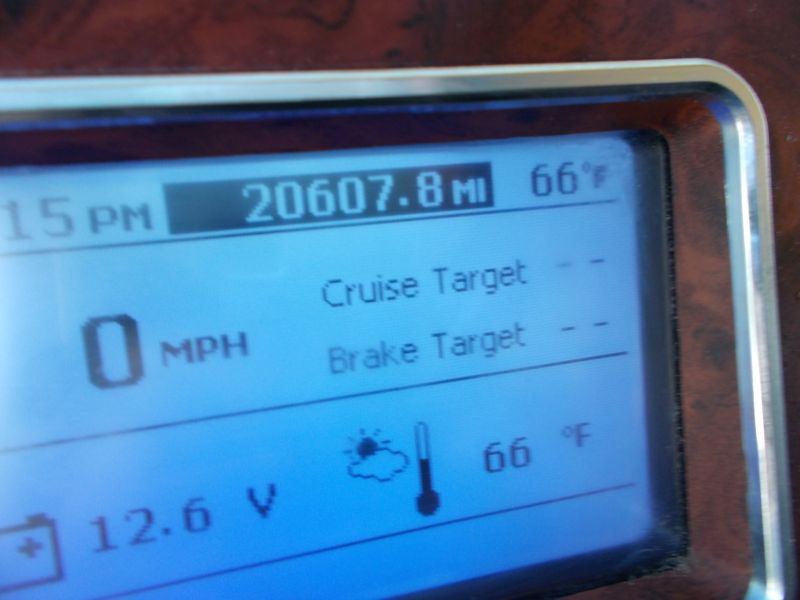 15 PM 20607.8 MI 66°F
Cruise Target --
0 MPH
Brake Target --
12.6 V 66 °F